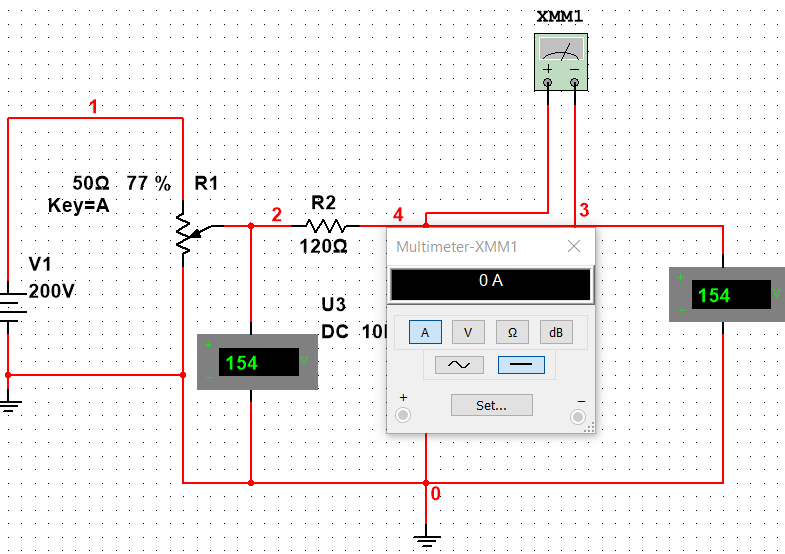 XMM1
+ −
1
50Ω 77 % R1
Key=A
R2
2
4
3
120Ω
Multimeter-XMM1
0 A
V1
200V
U3
DC
154
V
+
−
154
V
+
−
A V Ω dB
+
−
Set...
0